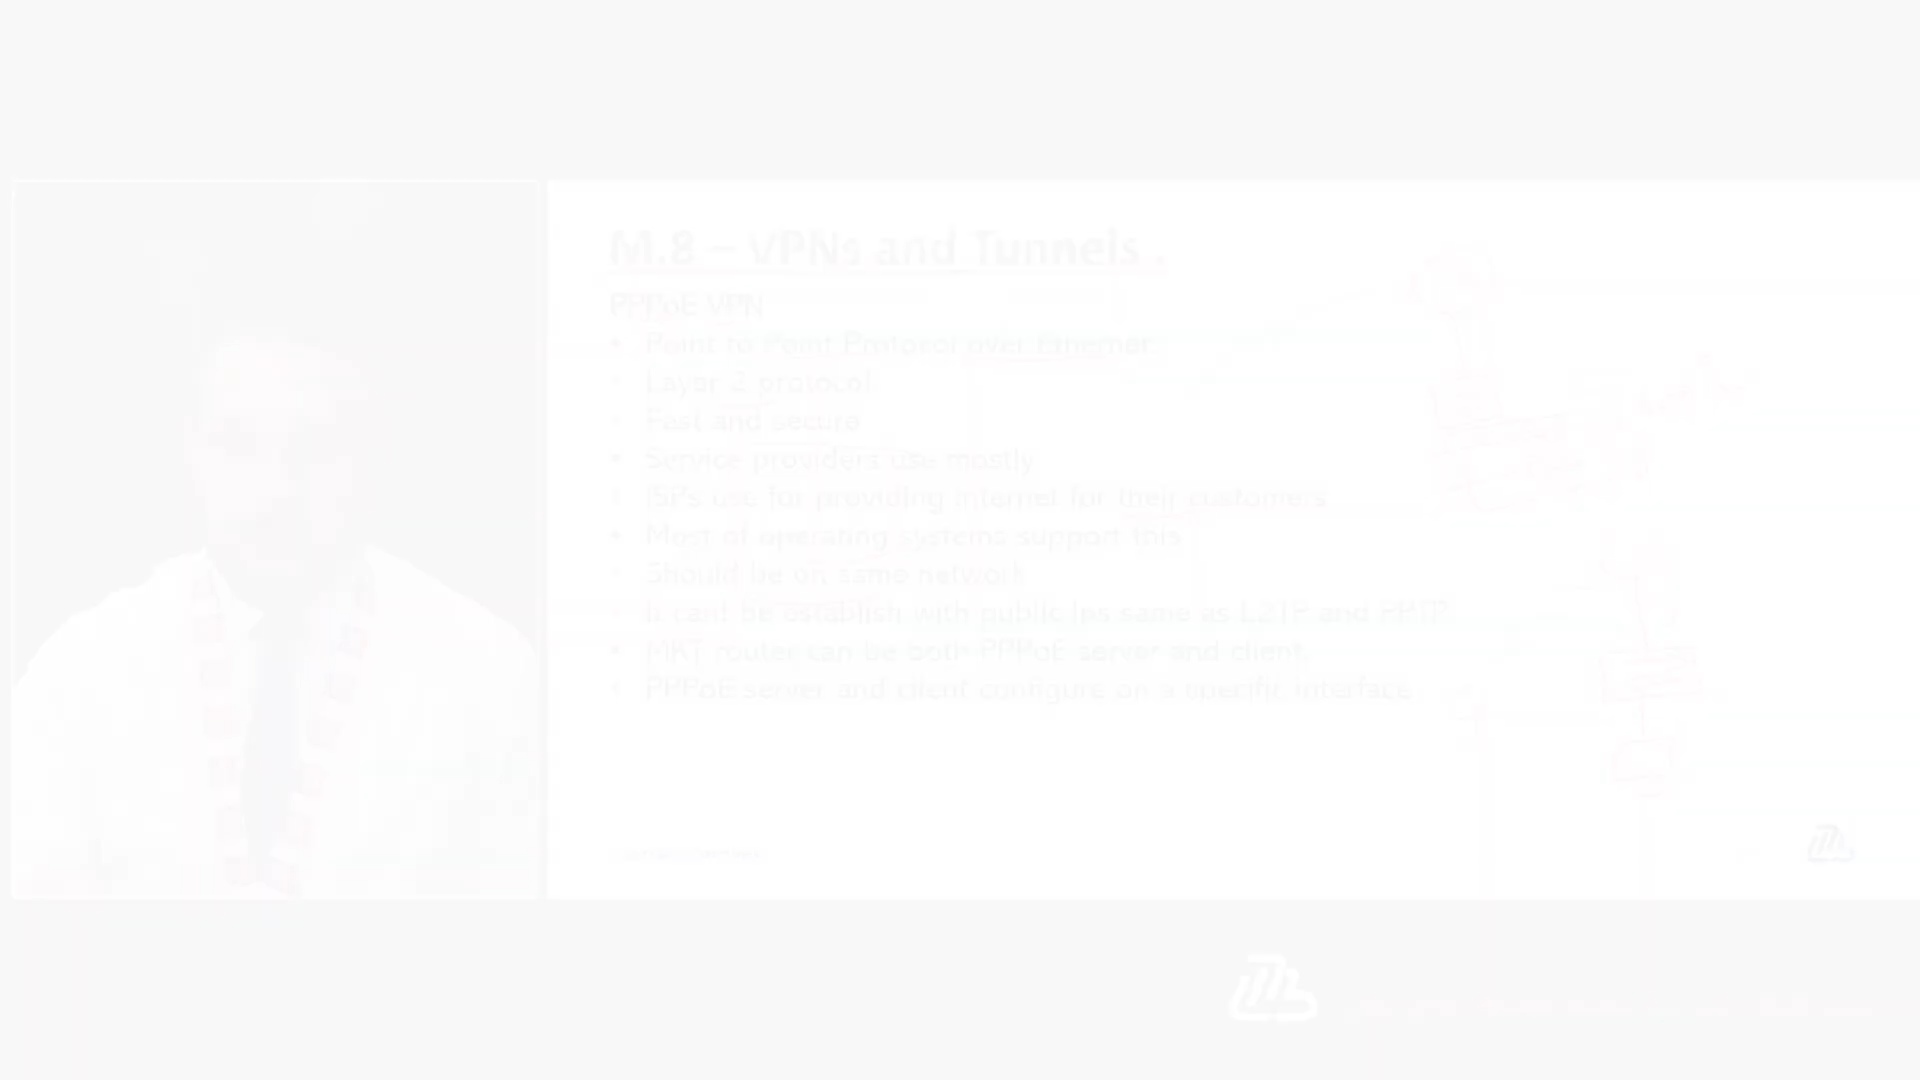 M.8 – VPNs and Tunnels .
PPPoE VPN
Point to Point Protocol over Ethernet
Layer 2 protocol
Fast and secure
Service providers use mostly
ISPs use for providing internet for their customers
Most of operating systems support this
Should be on same network
It cant be establish with public Ips same as L2TP and PPTP
MKT router can be both PPPoE server and client
PPPoE server and client configure on a specific interface